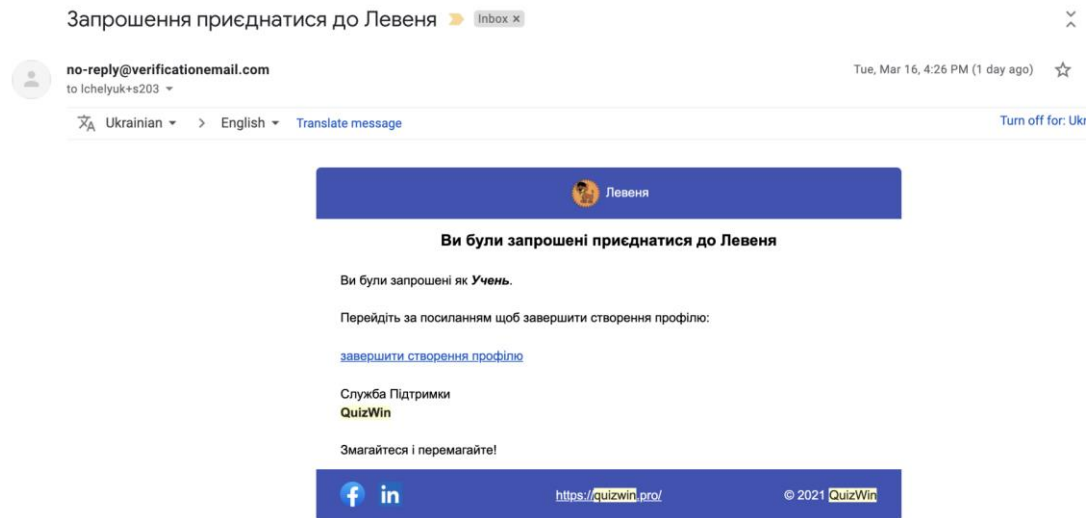 Запрошення приєднатися до Левеня Inbox ×
no-reply@verificationemail.com
Tue, Mar 16, 4:26 PM (1 day ago)
to lchelyuk+s203
Ukrainian > English Translate message Turn off for: Ukr
Левеня
Ви були запрошені приєднатися до Левеня
Ви були запрошені як Учень.
Перейдіть за посиланням щоб завершити створення профілю:
завершити створення профілю
Служба Підтримки
QuizWin
Змагайтеся і перемагайте!
https://quizwin.pro/ © 2021 QuizWin